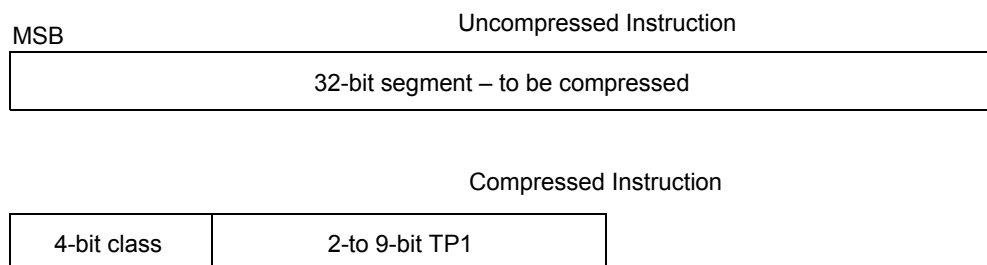 Uncompressed Instruction
MSB
32-bit segment – to be compressed
Compressed Instruction
4-bit class
2-to 9-bit TP1